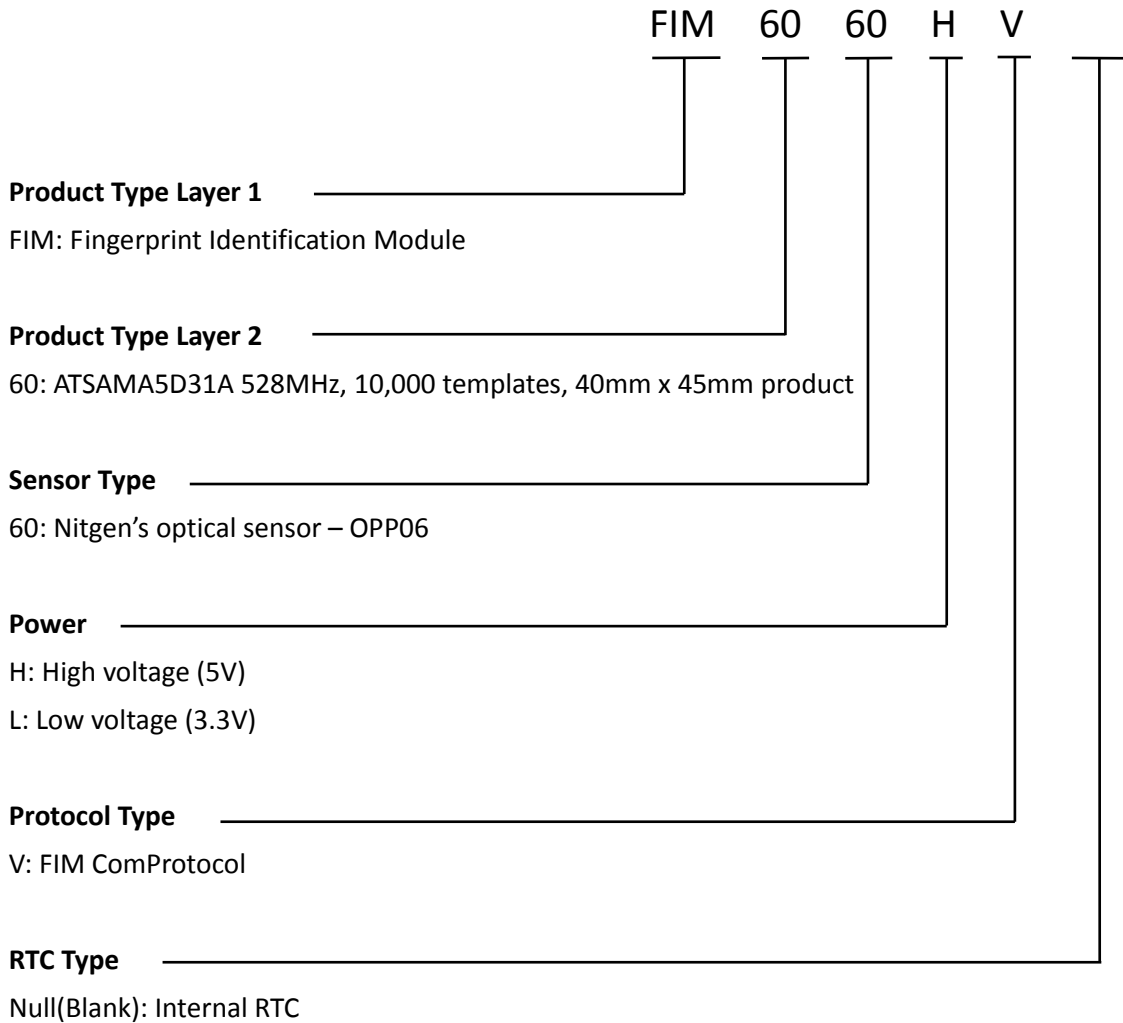 FIM 60 60 H V
Product Type Layer 1
FIM: Fingerprint Identification Module
Product Type Layer 2
60: ATSAMA5D31A 528MHz, 10,000 templates, 40mm x 45mm product
Sensor Type
60: Nitgen’s optical sensor – OPP06
Power
H: High voltage (5V)
L: Low voltage (3.3V)
Protocol Type
V: FIM ComProtocol
RTC Type
Null(Blank): Internal RTC